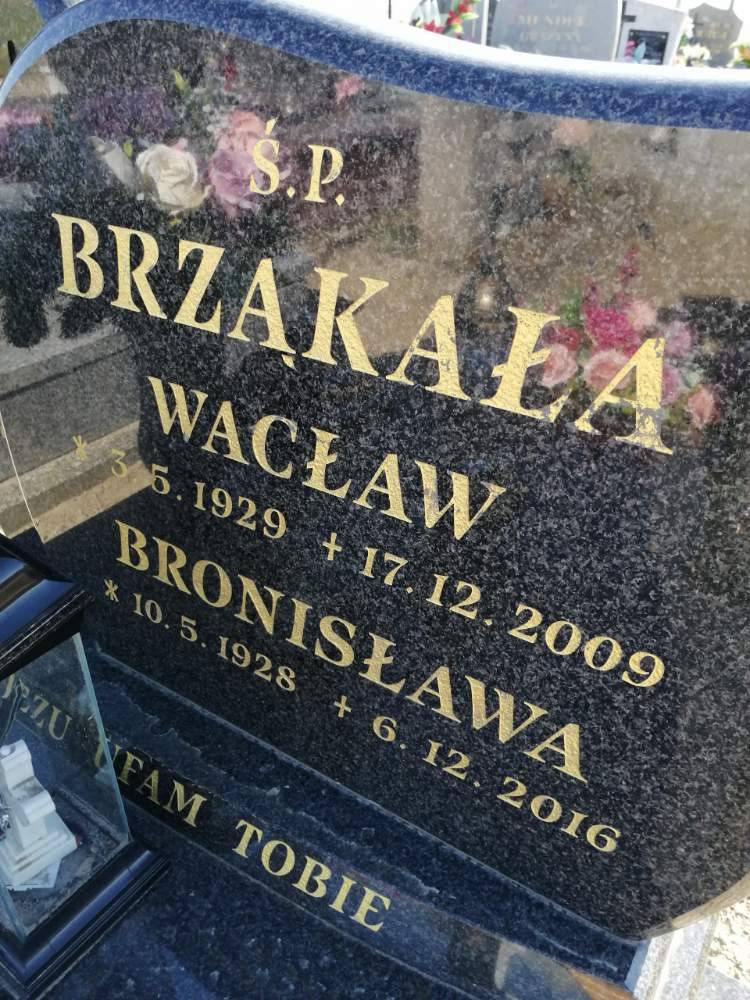 Ś.P.
BRZĄKAŁA
WACŁAW
* 3 5. 1929 + 17. 12. 2009
BRONISŁAWA
* 10. 5. 1928 + 6. 12. 2016
UFAM TOBIE